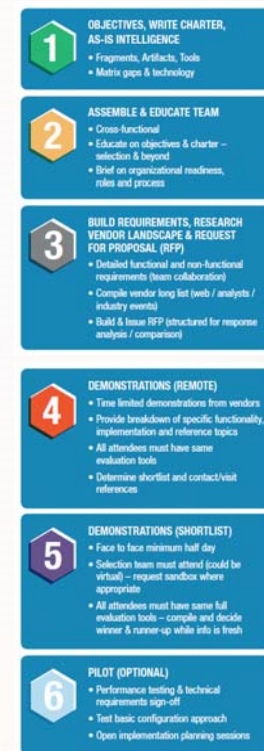 1
OBJECTIVES, WRITE CHARTER,
AS-IS INTELLIGENCE
• Fragments, Artifacts, Tools
• Matrix gaps & technology
2
ASSEMBLE & EDUCATE TEAM
• Cross-functional
• Educate on objectives & charter –
selection & beyond
• Brief on organizational readiness,
roles and process
3
BUILD REQUIREMENTS, RESEARCH
VENDOR LANDSCAPE & REQUEST
FOR PROPOSAL (RFP)
• Detailed functional and non-functional
requirements (team collaboration)
• Compile vendor long list (web / analysts /
industry events)
• Build & Issue RFP (structured for response
analysis / comparison)
4
DEMONSTRATIONS (REMOTE)
• Time limited demonstrations from vendors
• Provide breakdown of specific functionality,
implementation and reference topics
• All attendees must have same
evaluation tools
• Determine shortlist and contact/visit
references
5
DEMONSTRATIONS (SHORTLIST)
• Face to face minimum half day
• Selection team must attend (could be
virtual) – request sandbox where
appropriate
• All attendees must have same full
evaluation tools – compile and decide
winner & runner-up while info is fresh
6
PILOT (OPTIONAL)
• Performance testing & technical
requirements sign-off
• Test basic configuration approach
• Open implementation planning sessions